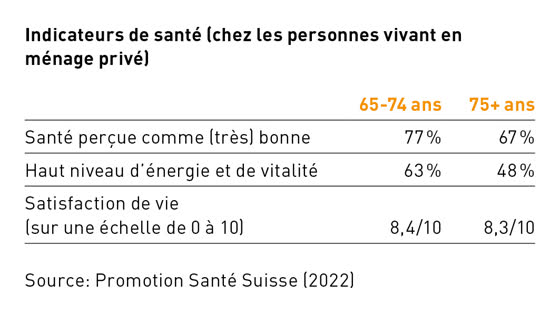 Indicateurs de santé (chez les personnes vivant en
ménage privé)
65-74 ans 75+ ans
Santé perçue comme (très) bonne 77 % 67 %
Haut niveau d’énergie et de vitalité 63 % 48 %
Satisfaction de vie
(sur une échelle de 0 à 10) 8,4/10 8,3/10
Source: Promotion Santé Suisse (2022)